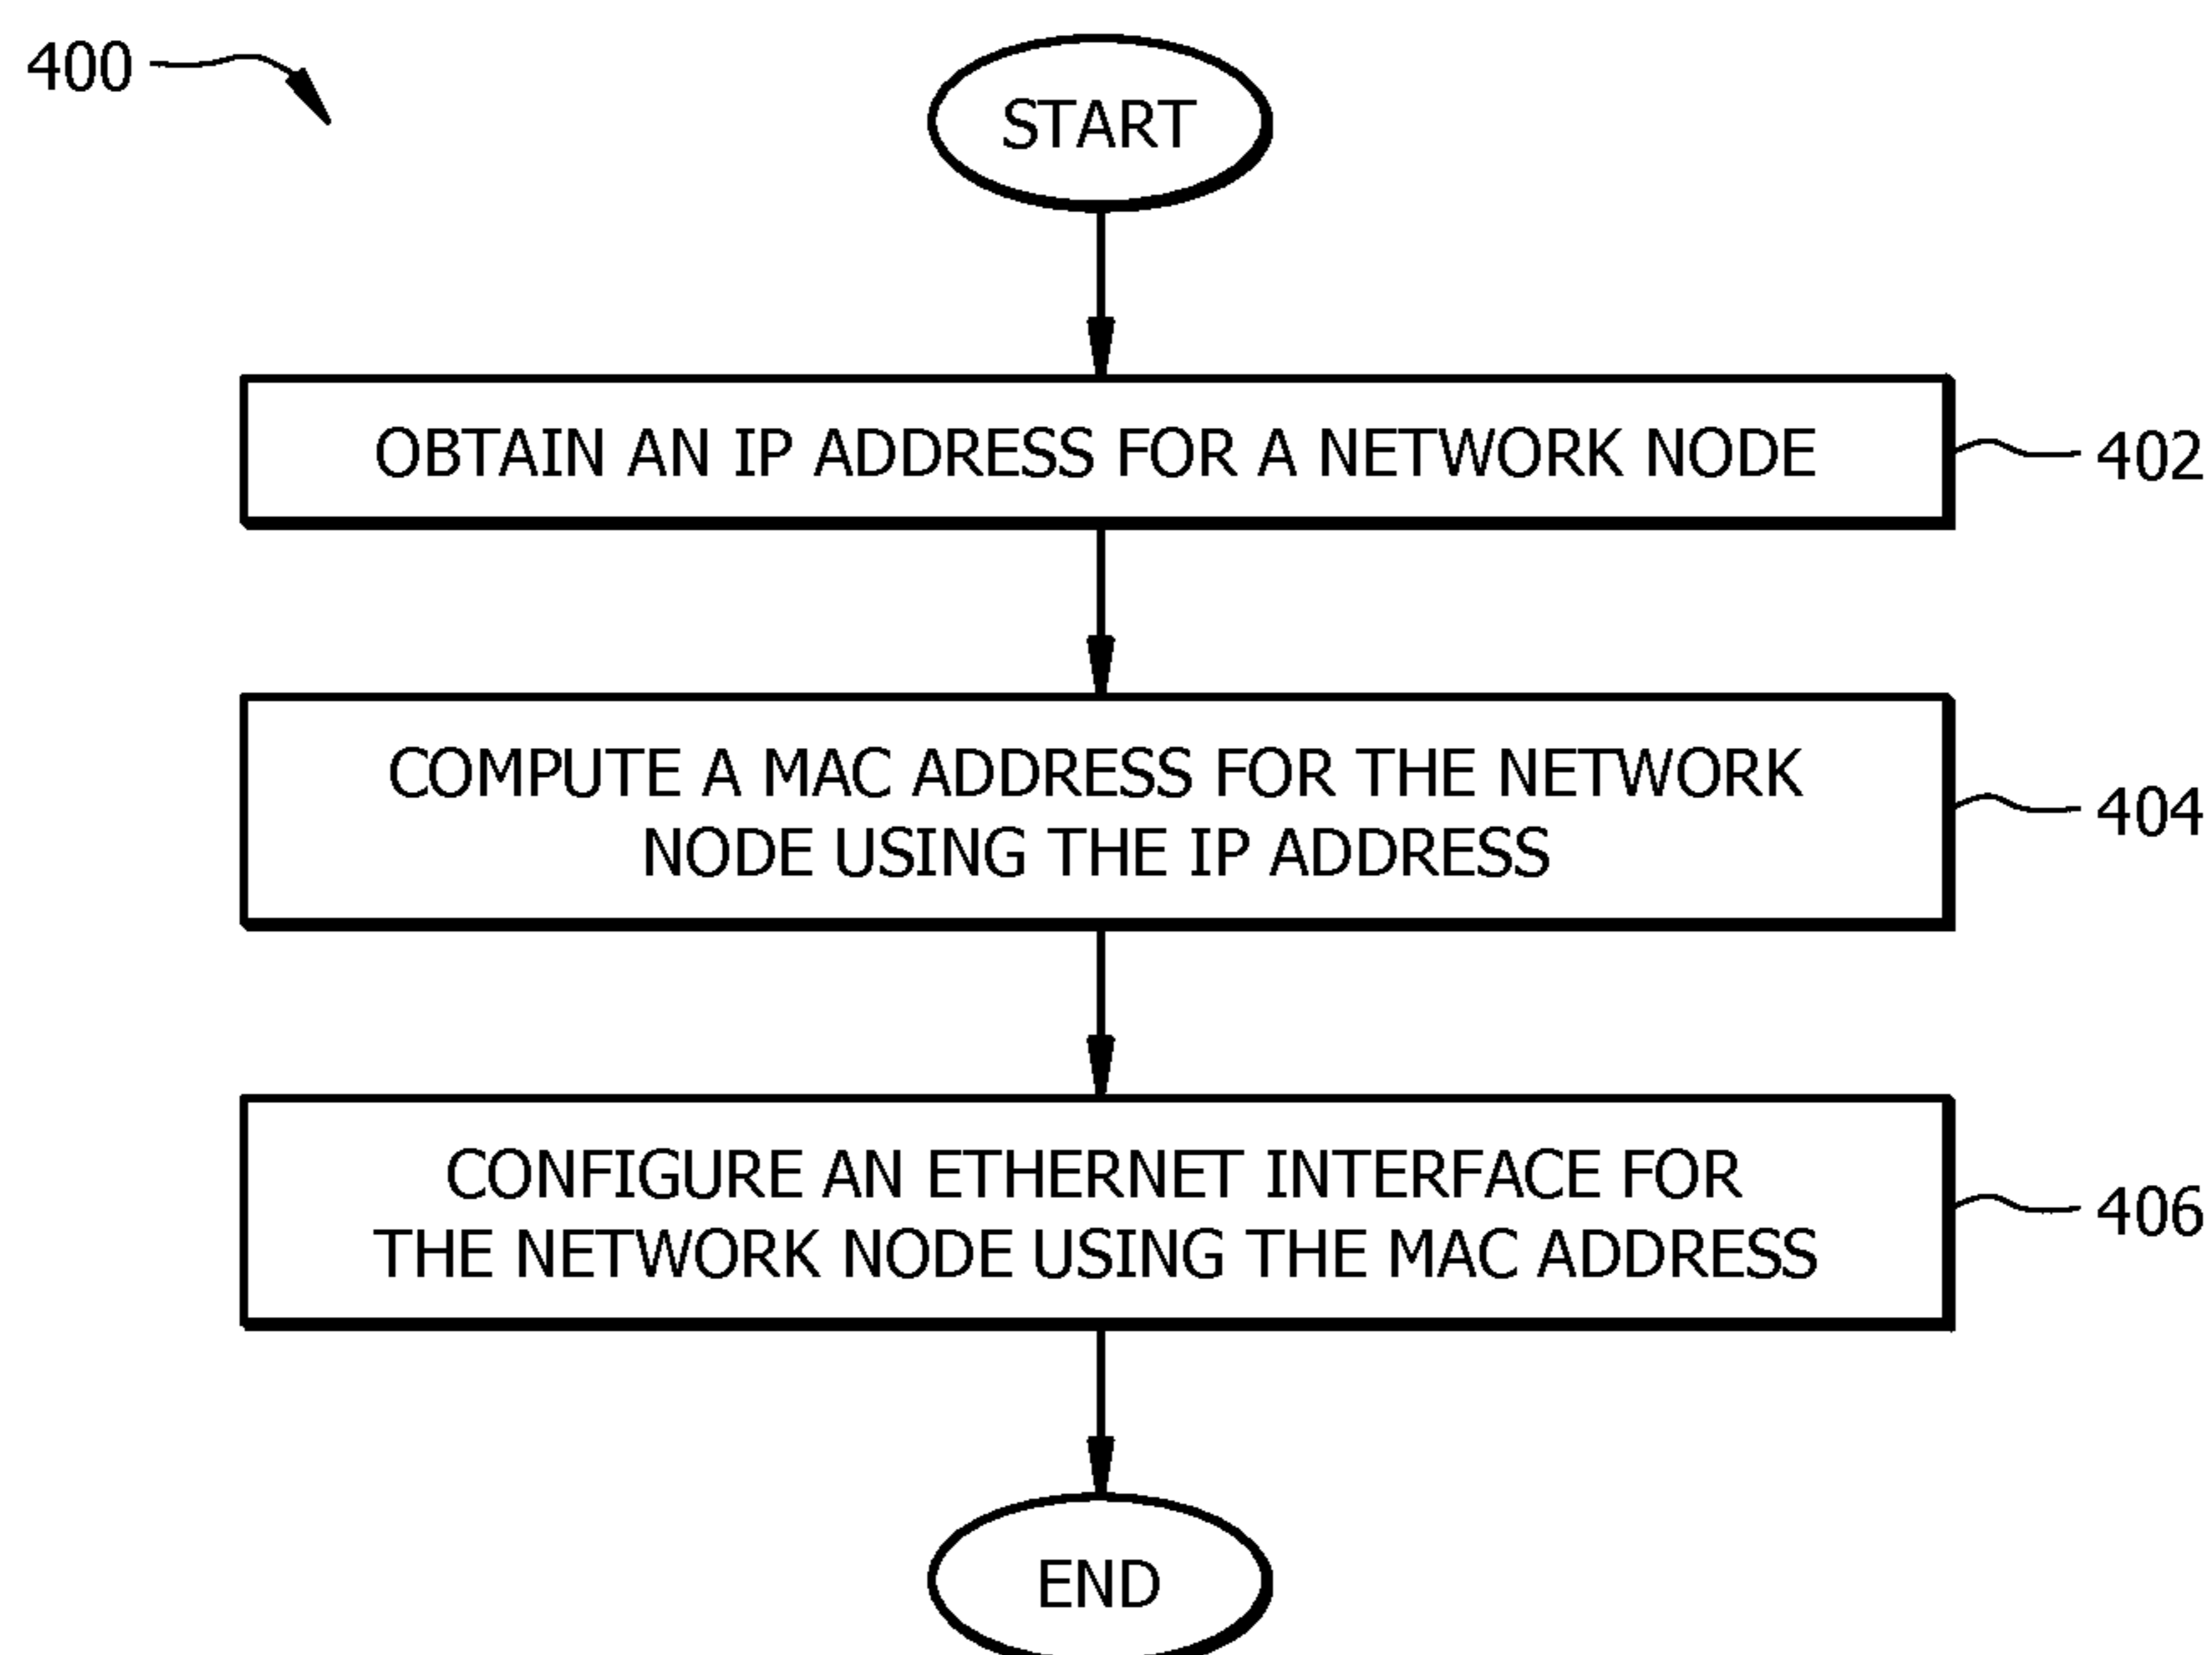 400
START
OBTAIN AN IP ADDRESS FOR A NETWORK NODE
402
COMPUTE A MAC ADDRESS FOR THE NETWORK
NODE USING THE IP ADDRESS
404
CONFIGURE AN ETHERNET INTERFACE FOR
THE NETWORK NODE USING THE MAC ADDRESS
406
END